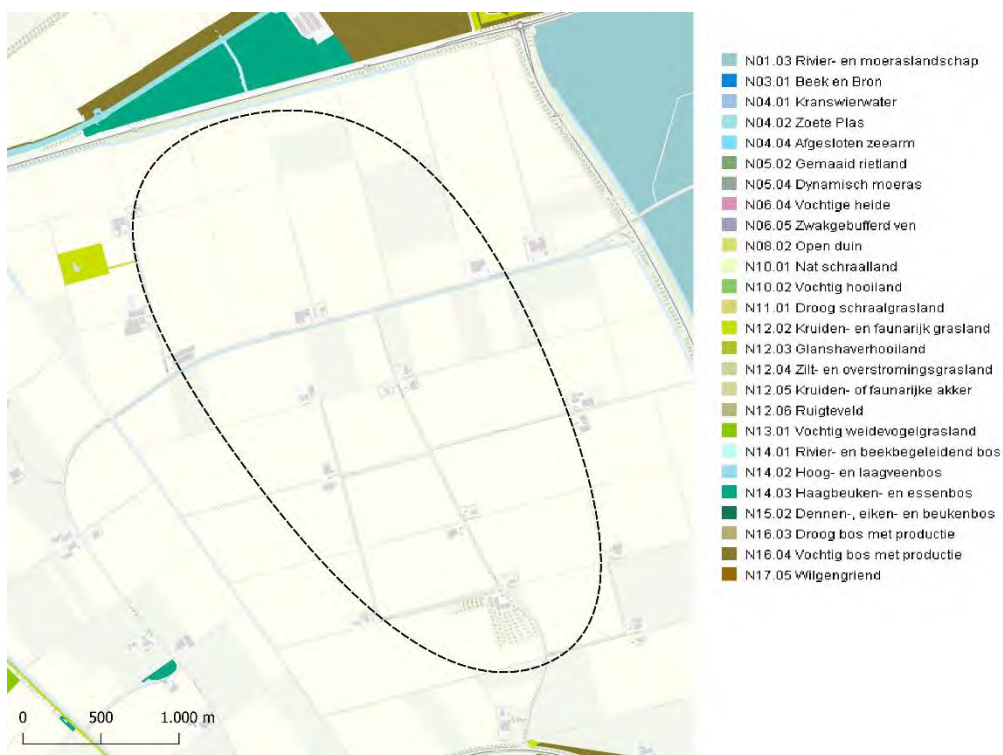 N01.03 Rivier- en moeraslandschap
N03.01 Beek en Bron
N04.01 Kranswierwater
N04.02 Zoete Plas
N04.04 Afgesloten zeearm
N05.02 Gemaaid rietland
N05.04 Dynamisch moeras
N06.04 Vochtige heide
N06.05 Zwakgebufferd ven
N08.02 Open duin
N10.01 Nat schraalland
N10.02 Vochtig hooiland
N11.01 Droog schraalgrasland
N12.02 Kruiden- en faunarijk grasland
N12.03 Glanshaverhooiland
N12.04 Zilt- en overstromingsgrasland
N12.05 Kruiden- of faunarijke akker
N12.06 Ruigteveld
N13.01 Vochtig weidevogelgrasland
N14.01 Rivier- en beekbegeleidend bos
N14.02 Hoog- en laagveenbos
N14.03 Haagbeuken- en essenbos
N15.02 Dennen-, eiken- en beukenbos
N16.03 Droog bos met productie
N16.04 Vochtig bos met productie
N17.05 Wilgengriend
0 500 1.000 m